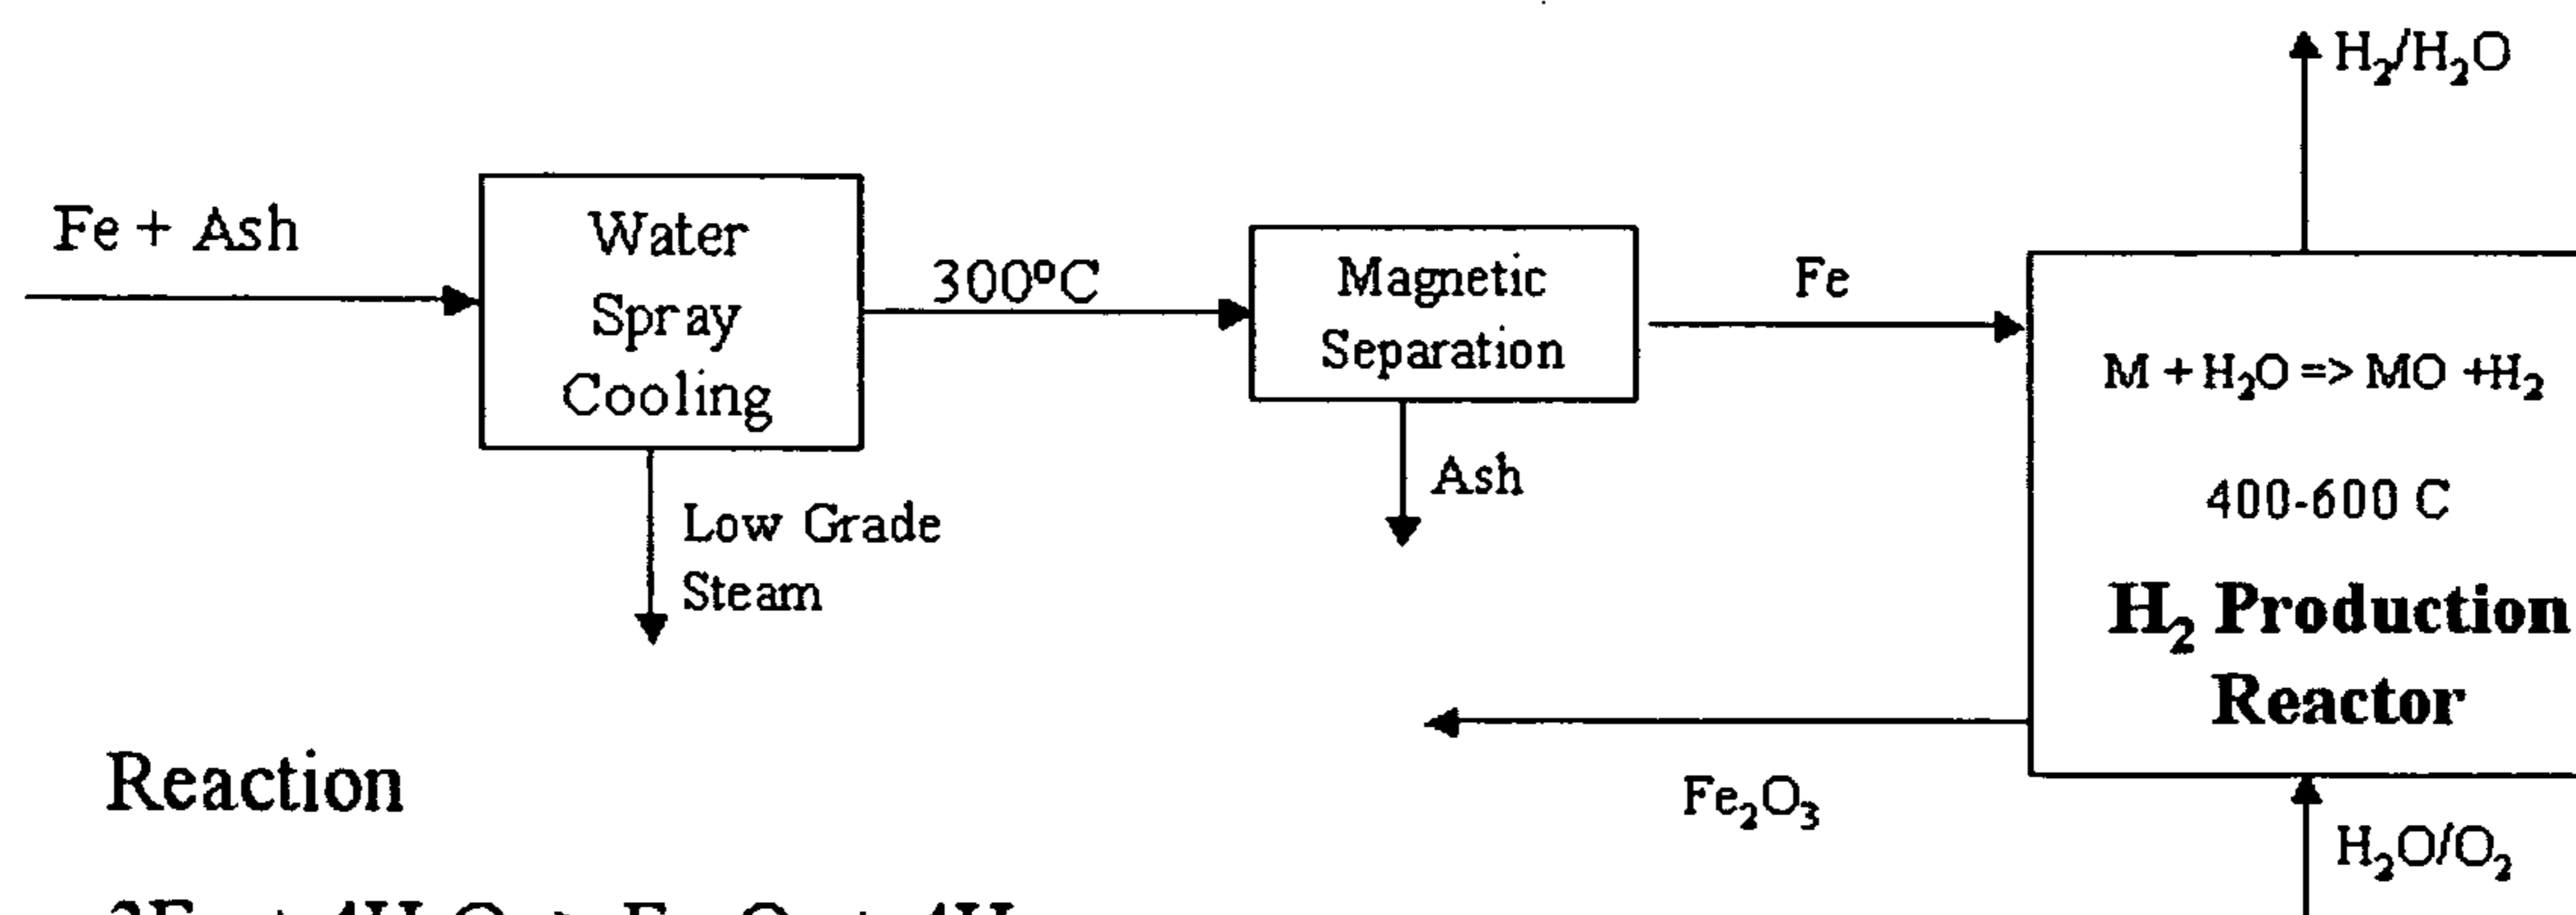 H₂/H₂O
Fe + Ash
Water
Spray
Cooling
300ºC
Magnetic
Separation
Fe
M + H₂O => MO +H₂
400-600 C
H₂ Production
Reactor
Ash
Low Grade
Steam
Fe₂O₃
H₂O/O₂
Reaction